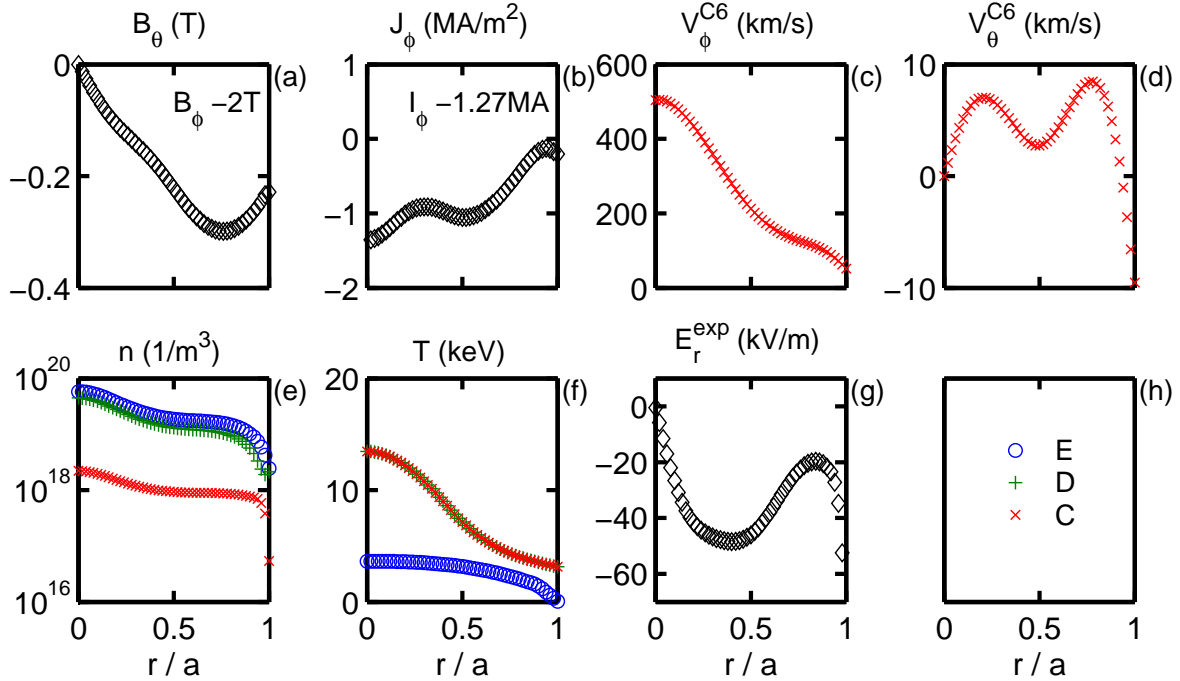 B_θ (T)
J_ϕ (MA/m^2)
V_ϕ^{C6} (km/s)
V_θ^{C6} (km/s)
0
−0.2
−0.4
(a)
B_ϕ −2T
1
0
−1
−2
(b)
I_ϕ −1.27MA
600
400
200
0
(c)
10
0
−10
(d)
n (1/m^3)
T (keV)
E_r^{exp} (kV/m)
10^{20}
10^{18}
10^{16}
(e)
0 0.5 1
r / a
20
10
0
(f)
0 0.5 1
r / a
0
−20
−40
−60
(g)
0 0.5 1
r / a
(h)
E
D
C
0 0.5 1
r / a